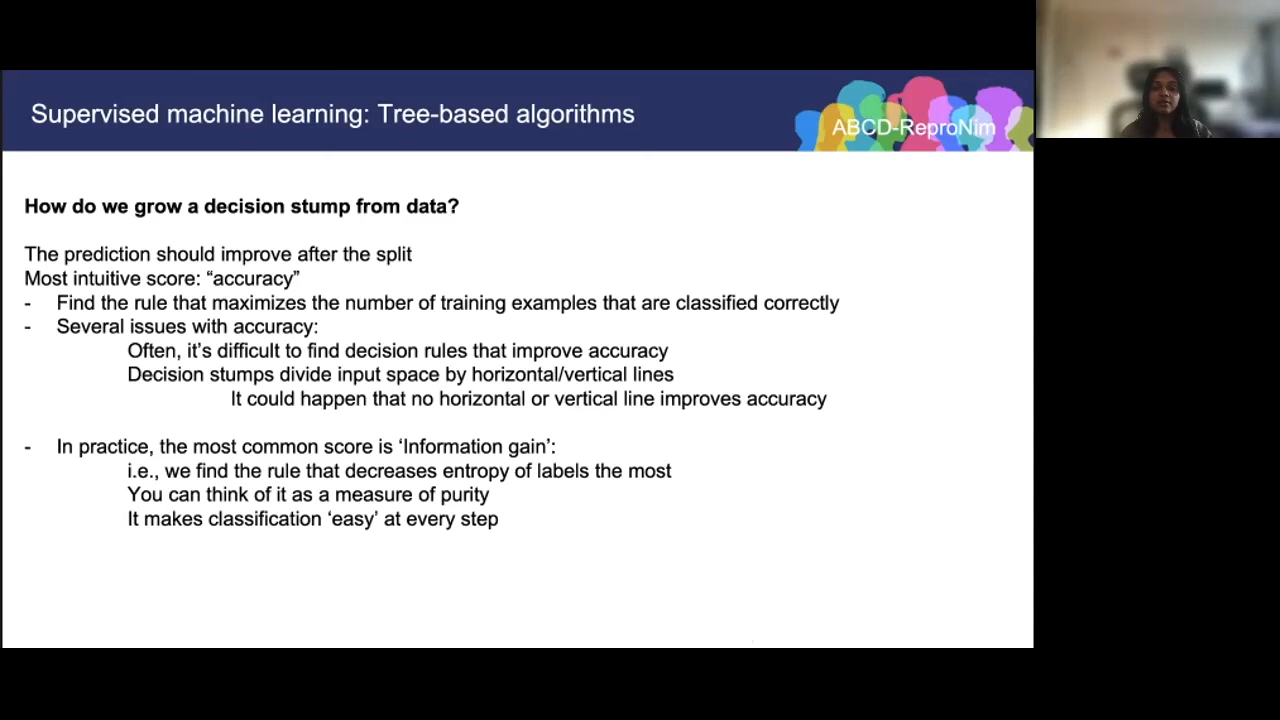 Supervised machine learning: Tree-based algorithms
ABCD-ReproNim
How do we grow a decision stump from data?
The prediction should improve after the split
Most intuitive score: “accuracy”
- Find the rule that maximizes the number of training examples that are classified correctly
- Several issues with accuracy:
Often, it’s difficult to find decision rules that improve accuracy
Decision stumps divide input space by horizontal/vertical lines
It could happen that no horizontal or vertical line improves accuracy
- In practice, the most common score is ‘Information gain’:
i.e., we find the rule that decreases entropy of labels the most
You can think of it as a measure of purity
It makes classification ‘easy’ at every step